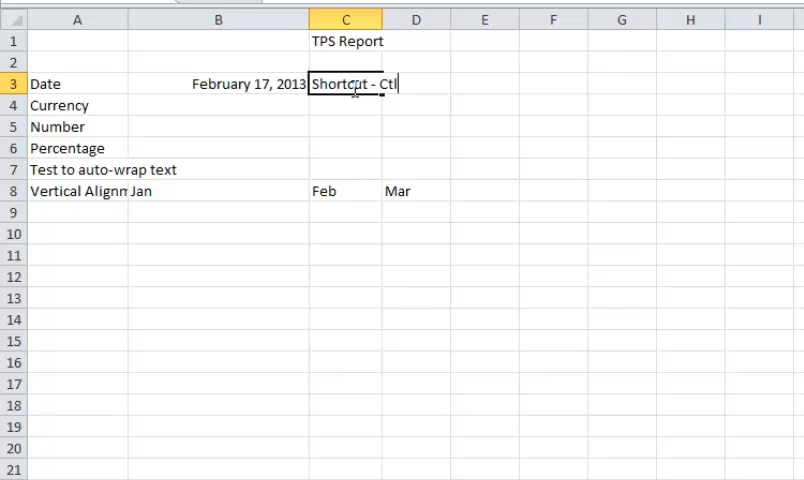 A B C D E F G H I
1 TPS Report
2
3 Date February 17, 2013 Shortcut - Ctl
4 Currency
5 Number
6 Percentage
7 Test to auto-wrap text
8 Vertical Alignm Jan Feb Mar
9
10
11
12
13
14
15
16
17
18
19
20
21